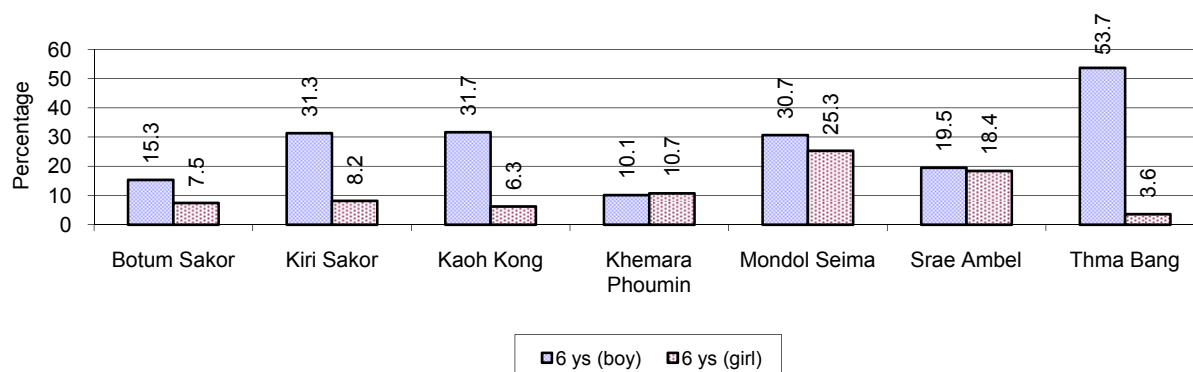 Percentage
60
50
40
30
20
10
0
15.3
7.5
31.3
8.2
31.7
6.3
10.1
10.7
30.7
25.3
19.5
18.4
53.7
3.6
Botum Sakor
Kiri Sakor
Kaoh Kong
Khemara
Phoumin
Mondol Seima
Srae Ambel
Thma Bang
6 ys (boy)
6 ys (girl)